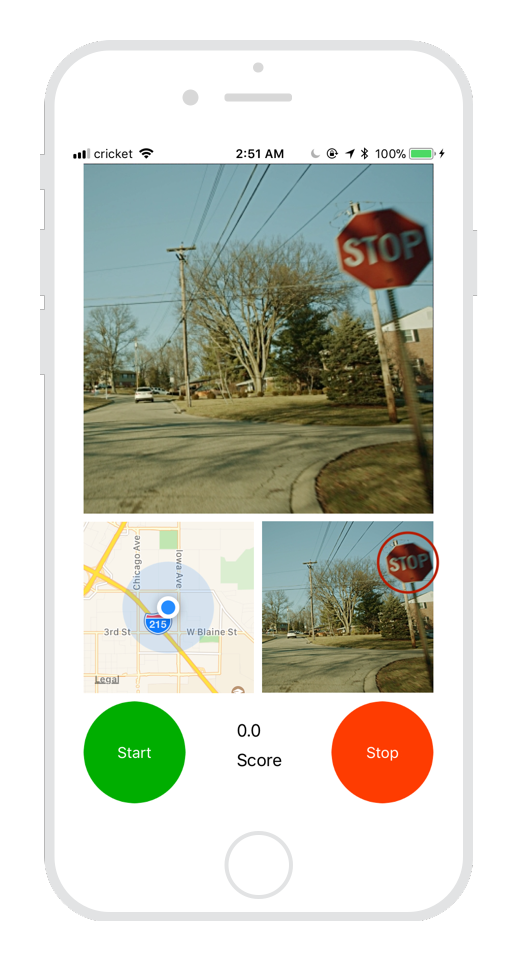 cricket 2:51 AM 100%
STOP
Chicago Ave
Iowa Ave
215
3rd St
W Blaine St
Legal
STOP
Start
0.0
Score
Stop